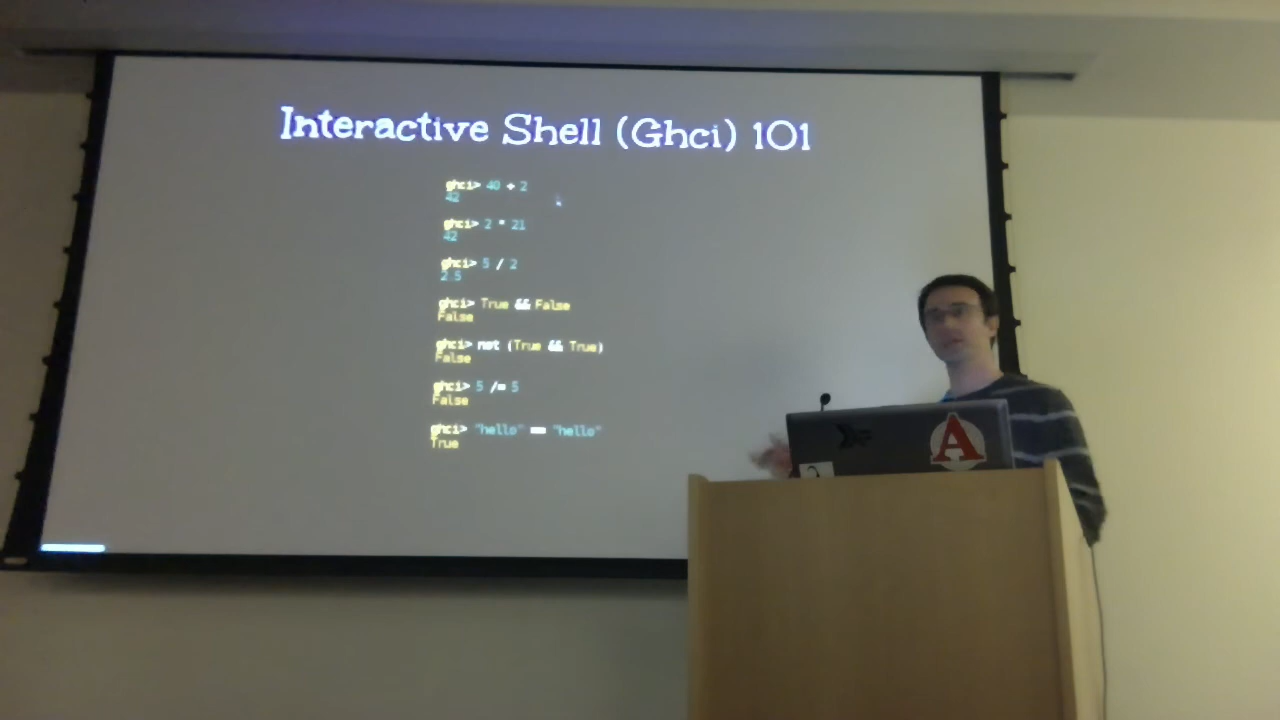 Interactive Shell (Ghci) 101
ghci> 40 + 2
42
ghci> 2 * 21
42
ghci> 5 / 2
2.5
ghci> True && False
False
ghci> not (True && True)
False
ghci> 5 /= 5
False
ghci> "hello" == "hello"
True
A